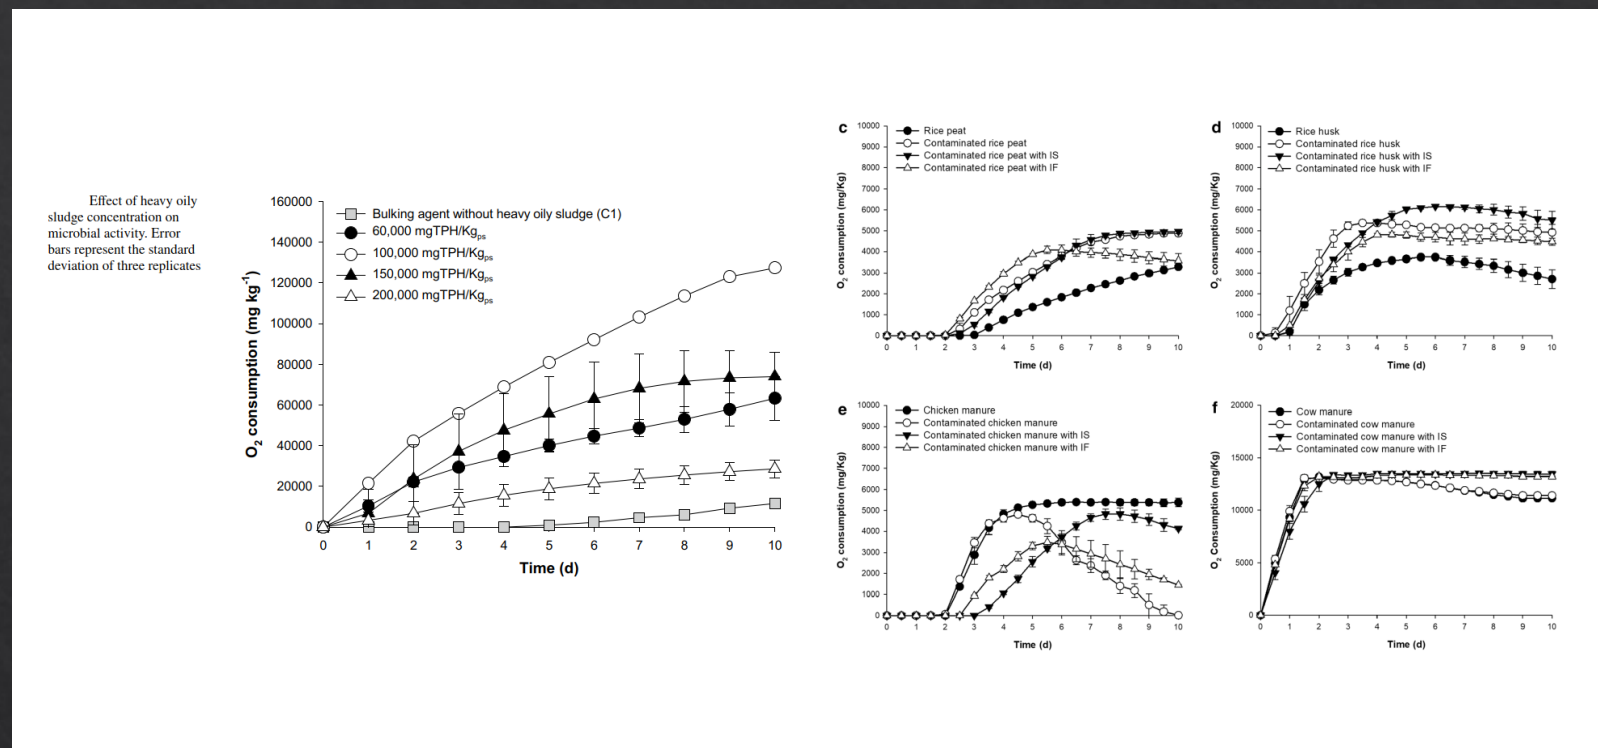 Effect of heavy oily
sludge concentration on
microbial activity. Error
bars represent the standard
deviation of three replicates
O2 consumption (mg kg-1)
160000
140000
120000
100000
80000
60000
40000
20000
0
Bulking agent without heavy oily sludge (C1)
60,000 mgTPH/Kgps
100,000 mgTPH/Kgps
150,000 mgTPH/Kgps
200,000 mgTPH/Kgps
0 1 2 3 4 5 6 7 8 9 10
Time (d)
c
O2 consumption (mg/Kg)
10000
9000
8000
7000
6000
5000
4000
3000
2000
1000
0
Rice peat
Contaminated rice peat
Contaminated rice peat with IS
Contaminated rice peat with IF
0 1 2 3 4 5 6 7 8 9 10
Time (d)
d
O2 consumption (mg/Kg)
10000
9000
8000
7000
6000
5000
4000
3000
2000
1000
0
Rice husk
Contaminated rice husk
Contaminated rice husk with IS
Contaminated rice husk with IF
0 1 2 3 4 5 6 7 8 9 10
Time (d)
e
O2 consumption (mg/Kg)
10000
9000
8000
7000
6000
5000
4000
3000
2000
1000
0
Chicken manure
Contaminated chicken manure
Contaminated chicken manure with IS
Contaminated chicken manure with IF
0 1 2 3 4 5 6 7 8 9 10
Time (d)
f
O2 Consumption (mg/Kg)
20000
15000
10000
5000
0
Cow manure
Contaminated cow manure
Contaminated cow manure with IS
Contaminated cow manure with IF
0 1 2 3 4 5 6 7 8 9 10
Time (d)